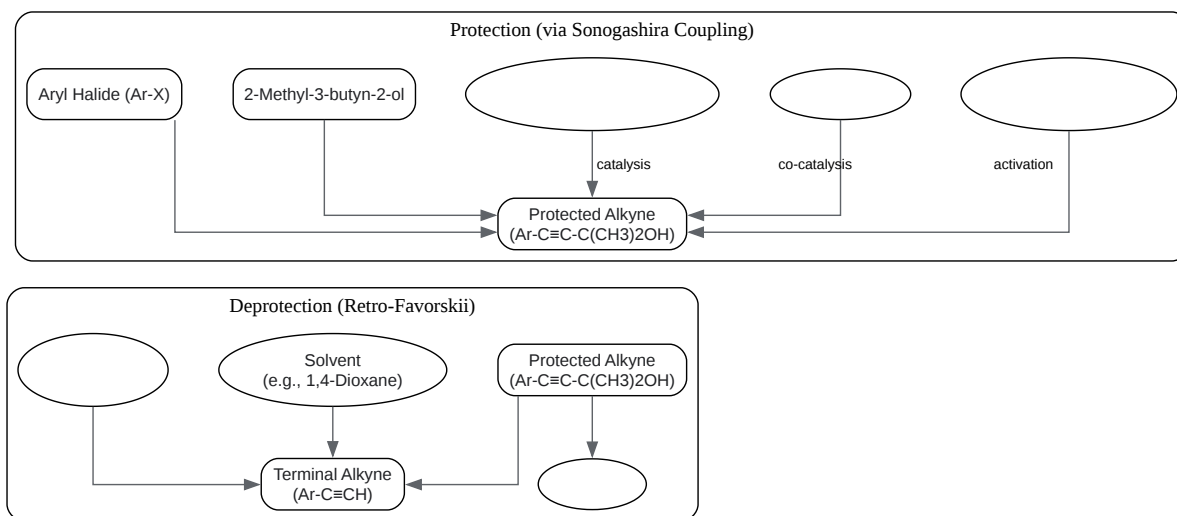 Protection (via Sonogashira Coupling)
Aryl Halide (Ar-X)
2-Methyl-3-butyn-2-ol
catalysis
co-catalysis
activation
Protected Alkyne
(Ar-C≡C-C(CH3)2OH)
Deprotection (Retro-Favorskii)
Solvent
(e.g., 1,4-Dioxane)
Protected Alkyne
(Ar-C≡C-C(CH3)2OH)
Terminal Alkyne
(Ar-C≡CH)